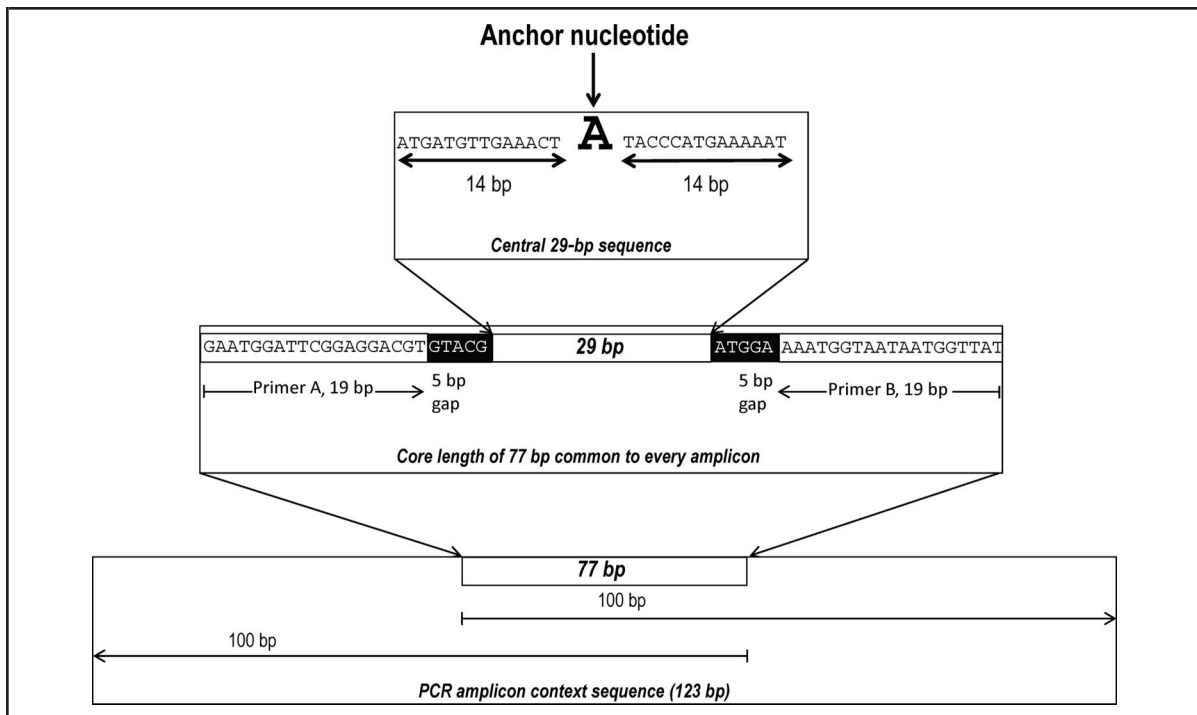 Anchor nucleotide
ATGATGTTGAAACT A TACCCATGAAAAAT
14 bp 14 bp
Central 29-bp sequence
GAATGGATTCGGAGGACGT GTACG 29 bp ATGGA AAATGGTAATAATGGTTAT
Primer A, 19 bp 5 bp gap 5 bp gap Primer B, 19 bp
Core length of 77 bp common to every amplicon
77 bp
100 bp
100 bp
PCR amplicon context sequence (123 bp)